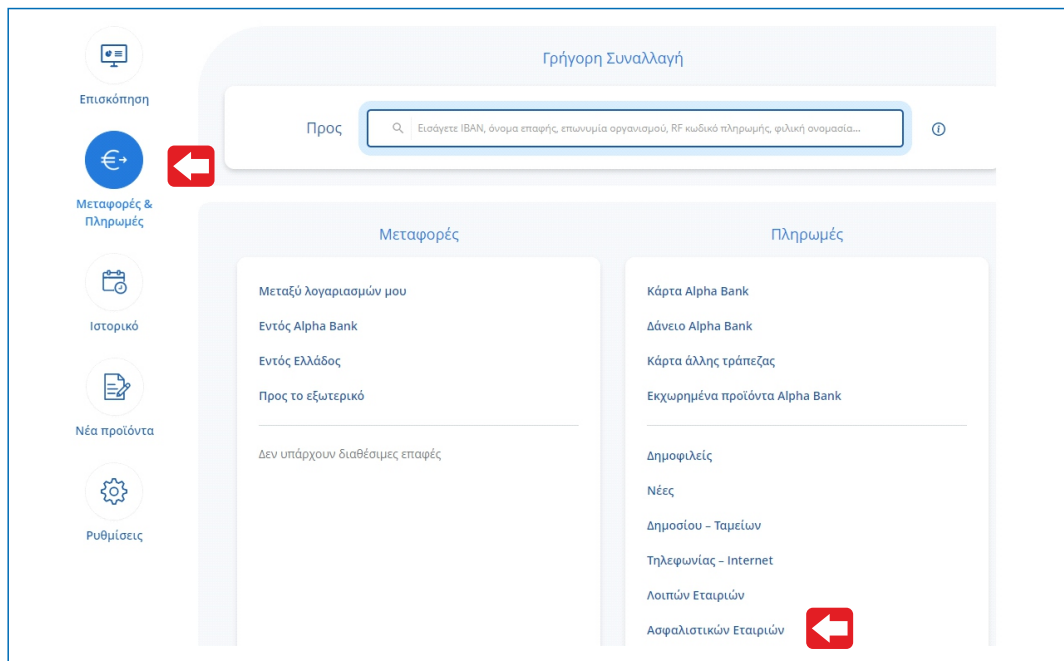 Επισκόπηση
Μεταφορές &
Πληρωμές
Ιστορικό
Νέα προϊόντα
Ρυθμίσεις
Γρήγορη Συναλλαγή
Προς
Εισάγετε IBAN, όνομα επαφής, επωνυμία οργανισμού, RF κωδικό πληρωμής, φιλική ονομασία...
Μεταφορές
Μεταξύ λογαριασμών μου
Εντός Alpha Bank
Εντός Ελλάδος
Προς το εξωτερικό
Δεν υπάρχουν διαθέσιμες επαφές
Πληρωμές
Κάρτα Alpha Bank
Δάνειο Alpha Bank
Κάρτα άλλης τράπεζας
Εκχωρημένα προϊόντα Alpha Bank
Δημοφιλείς
Νέες
Δημοσίου – Ταμείων
Τηλεφωνίας – Internet
Λοιπών Εταιριών
Ασφαλιστικών Εταιριών